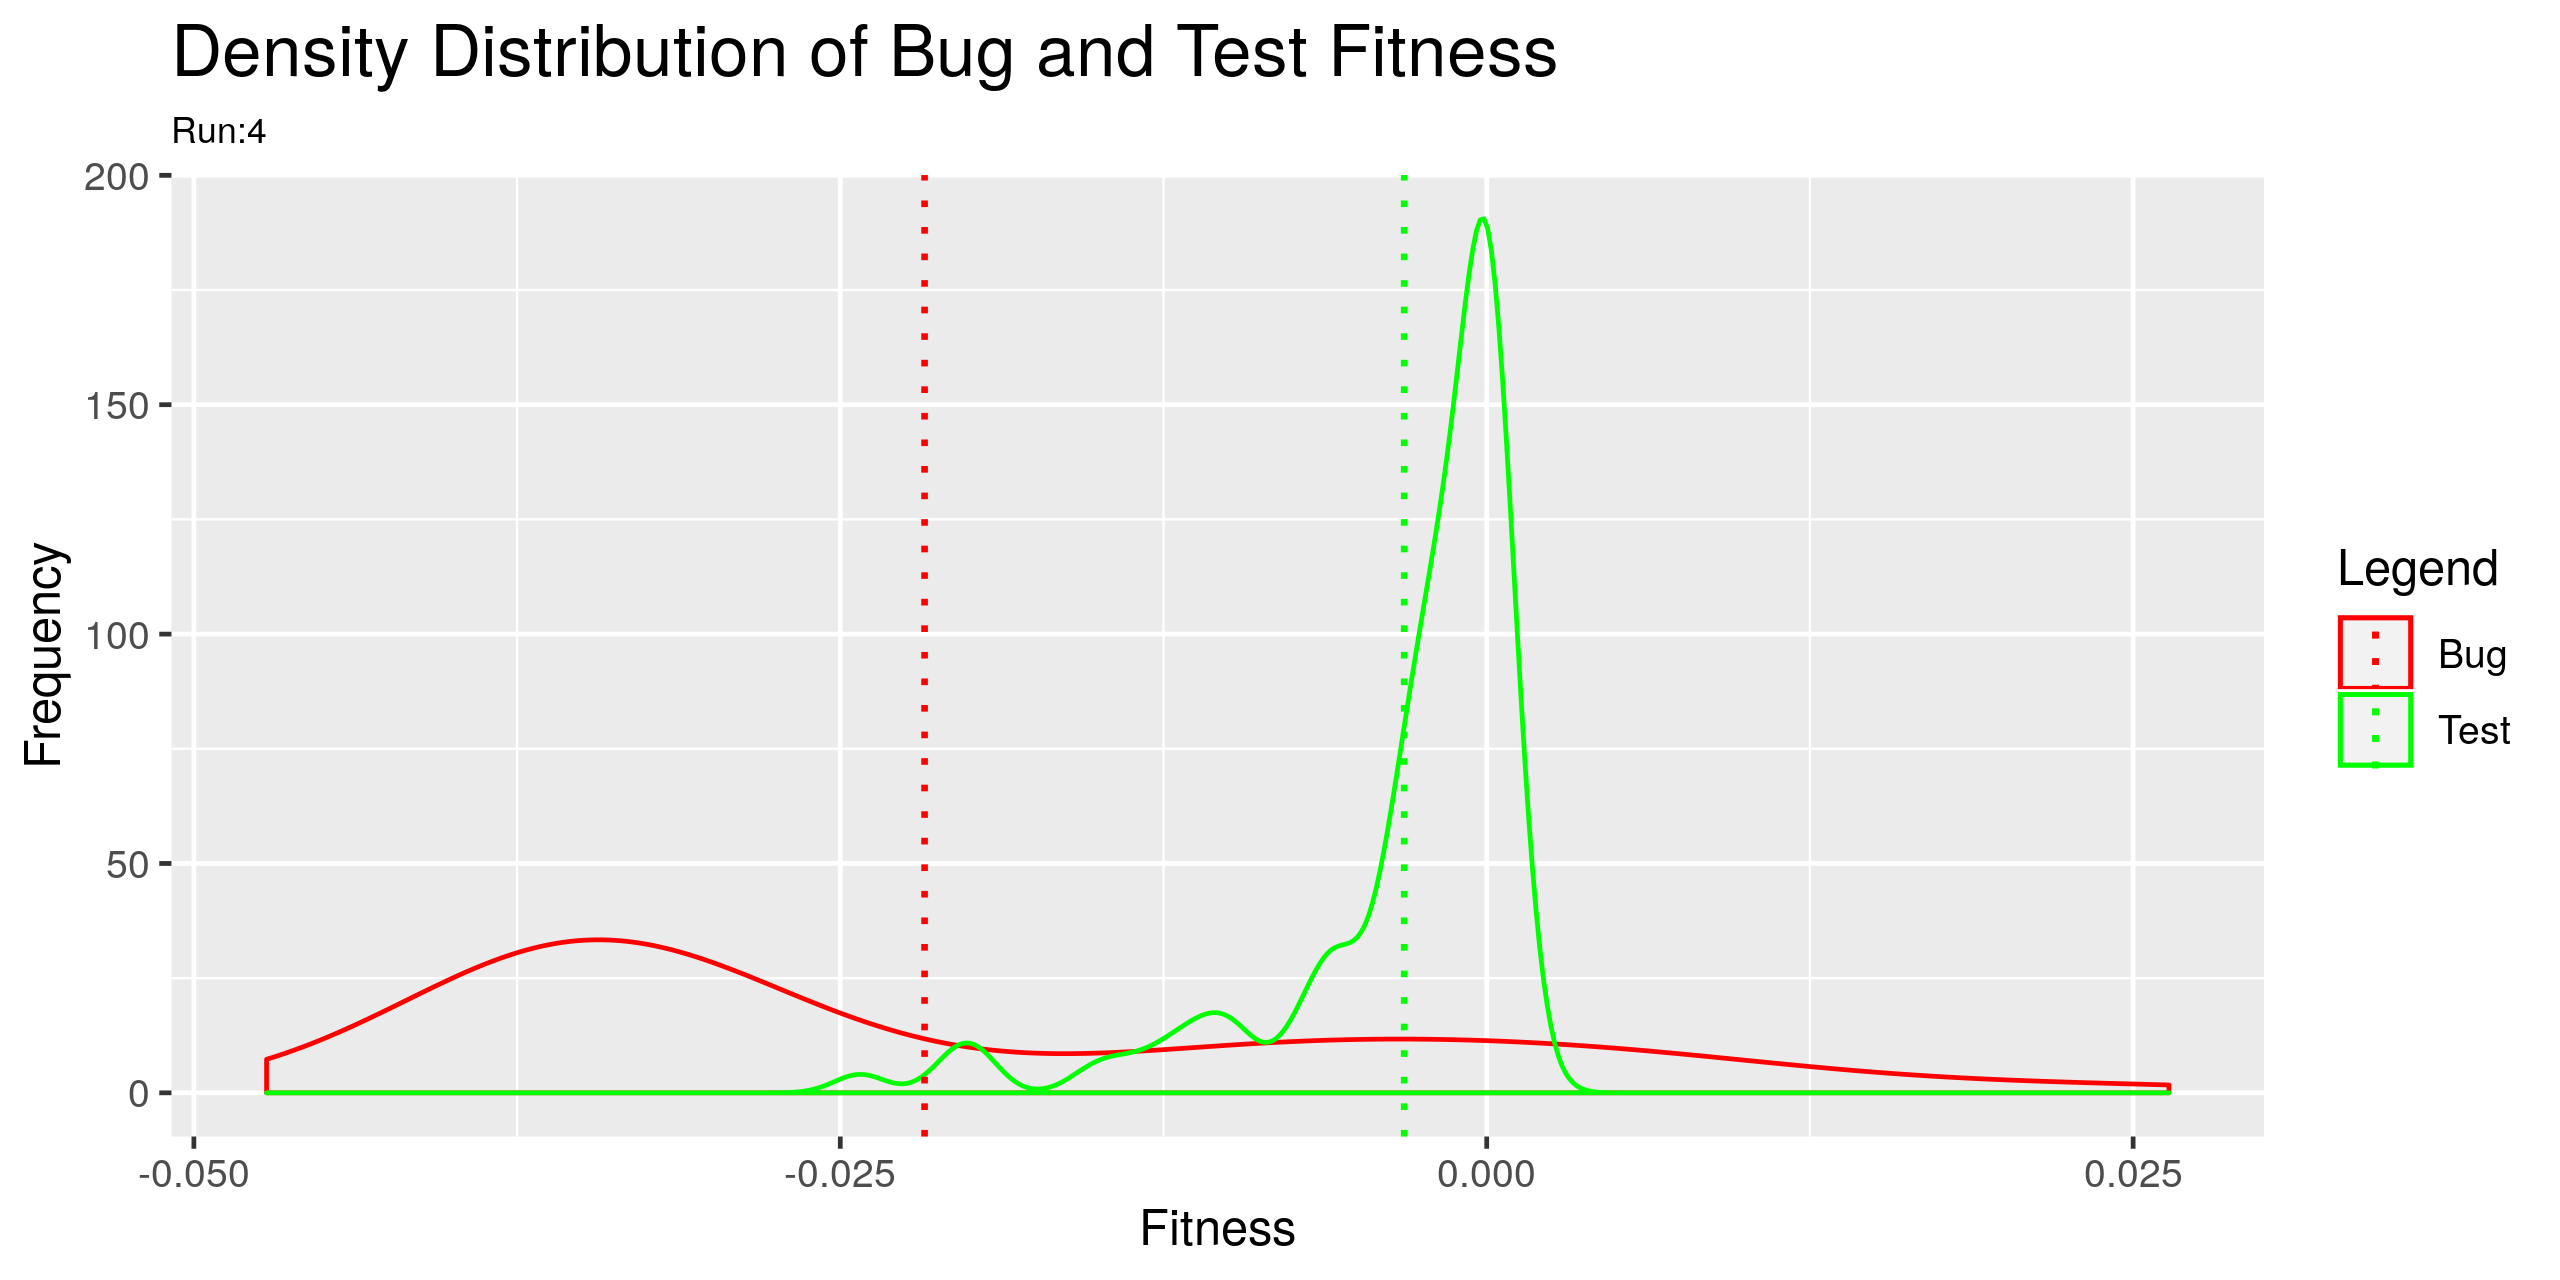 Density Distribution of Bug and Test Fitness
Run:4
200
150
100
50
0
Frequency
-0.050
-0.025
0.000
0.025
Fitness
Legend
Bug
Test